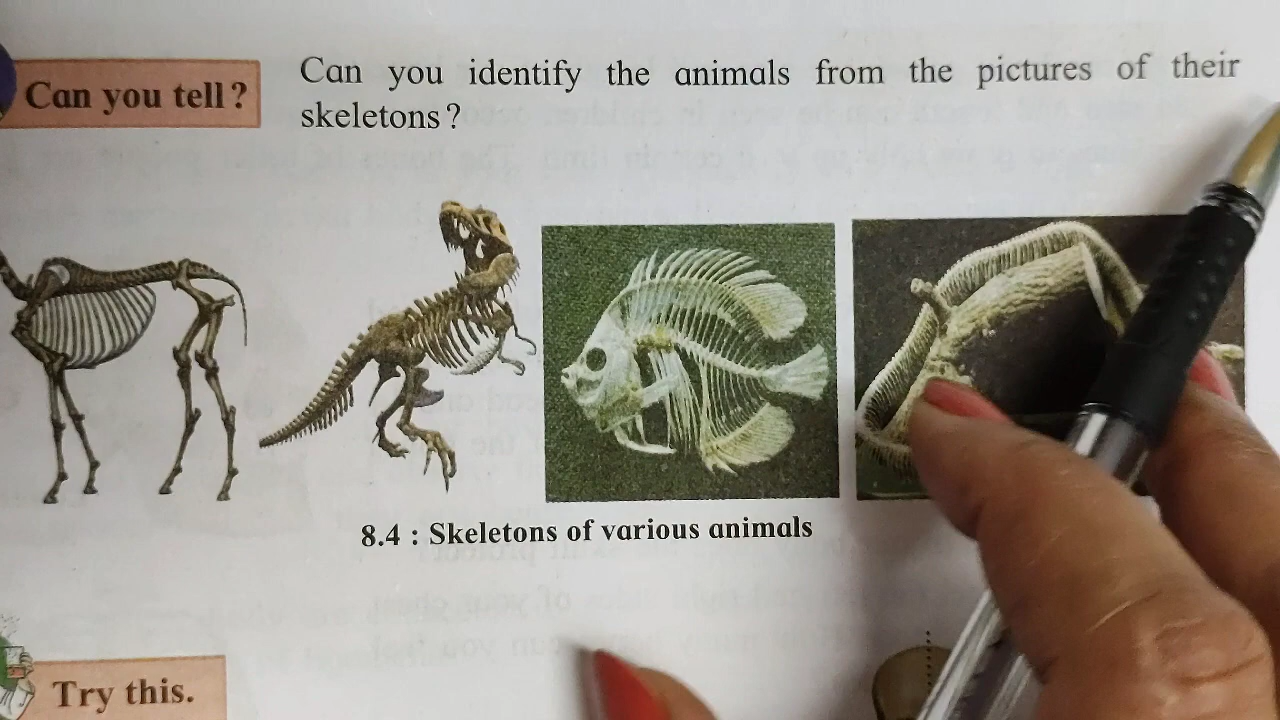 Can you tell?
Can you identify the animals from the pictures of their
skeletons?
8.4 : Skeletons of various animals
Try this.